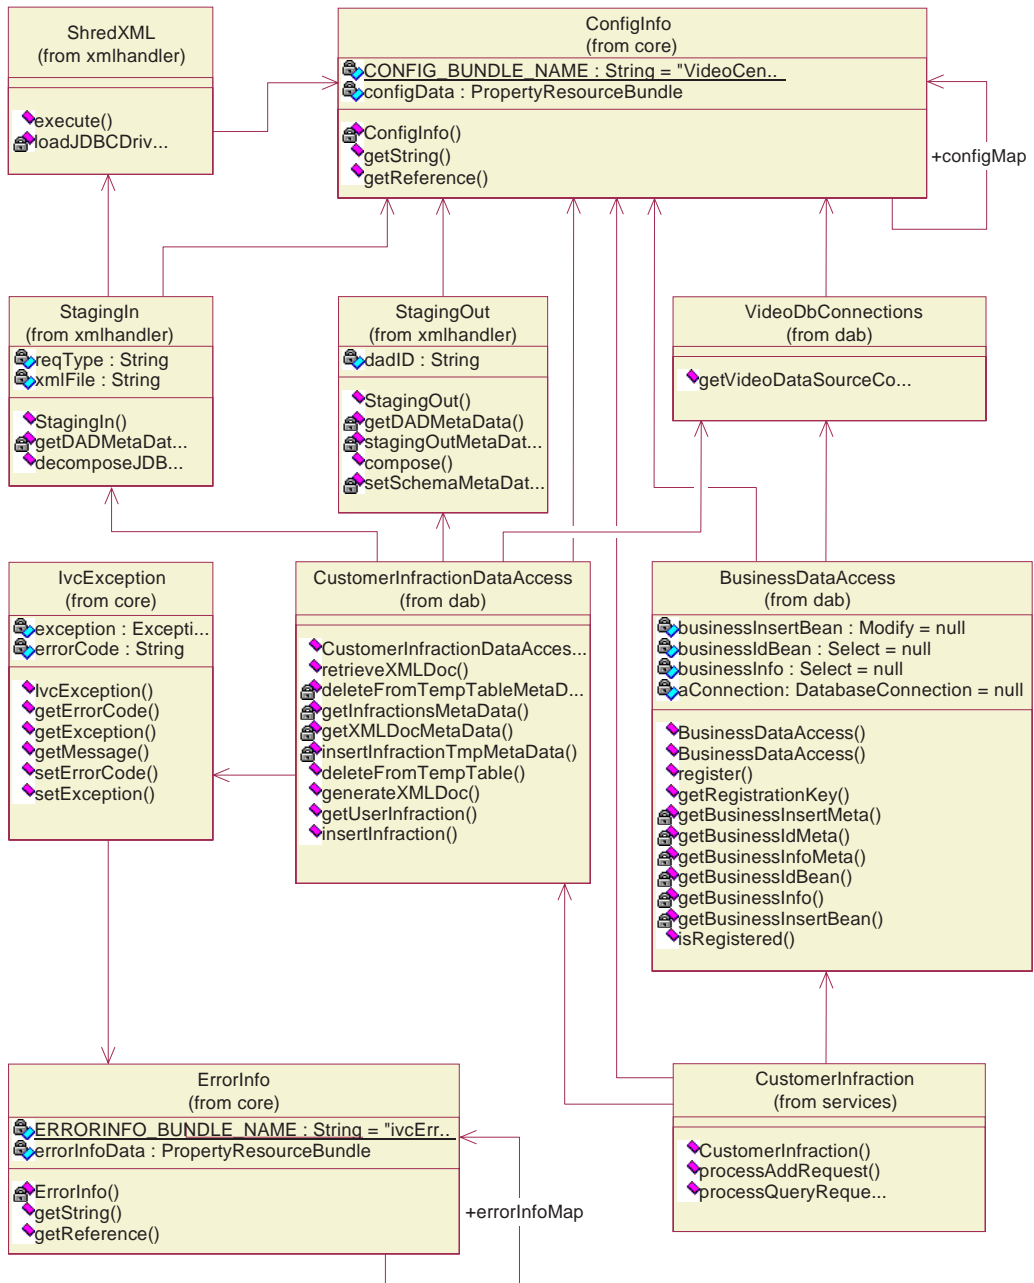 ShredXML
(from xmlhandler)
execute()
loadJDBCDriv...
ConfigInfo
(from core)
CONFIG_BUNDLE_NAME : String = "VideoCen..
configData : PropertyResourceBundle
ConfigInfo()
getString()
getReference()
+configMap
StagingIn
(from xmlhandler)
reqType : String
xmlFile : String
StagingIn()
getDADMetaDat...
decomposeJDB...
StagingOut
(from xmlhandler)
dadID : String
StagingOut()
getDADMetaData()
stagingOutMetaDat...
compose()
setSchemaMetaDat...
VideoDbConnections
(from dab)
getVideoDataSourceCo...
IvcException
(from core)
exception : Excepti...
errorCode : String
IvcException()
getErrorCode()
getException()
getMessage()
setErrorCode()
setException()
CustomerInfractionDataAccess
(from dab)
CustomerInfractionDataAcces...
retrieveXMLDoc()
deleteFromTempTableMetaD...
getInfractionsMetaData()
getXMLDocMetaData()
insertInfractionTmpMetaData()
deleteFromTempTable()
generateXMLDoc()
getUserInfraction()
insertInfraction()
BusinessDataAccess
(from dab)
businessInsertBean : Modify = null
businessIdBean : Select = null
businessInfo : Select = null
aConnection: DatabaseConnection = null
BusinessDataAccess()
BusinessDataAccess()
register()
getRegistrationKey()
getBusinessInsertMeta()
getBusinessIdMeta()
getBusinessInfoMeta()
getBusinessIdBean()
getBusinessInfo()
getBusinessInsertBean()
isRegistered()
ErrorInfo
(from core)
ERRORINFO_BUNDLE_NAME : String = "ivcErr..
errorInfoData : PropertyResourceBundle
ErrorInfo()
getString()
getReference()
+errorInfoMap
CustomerInfraction
(from services)
CustomerInfraction()
processAddRequest()
processQueryReque...